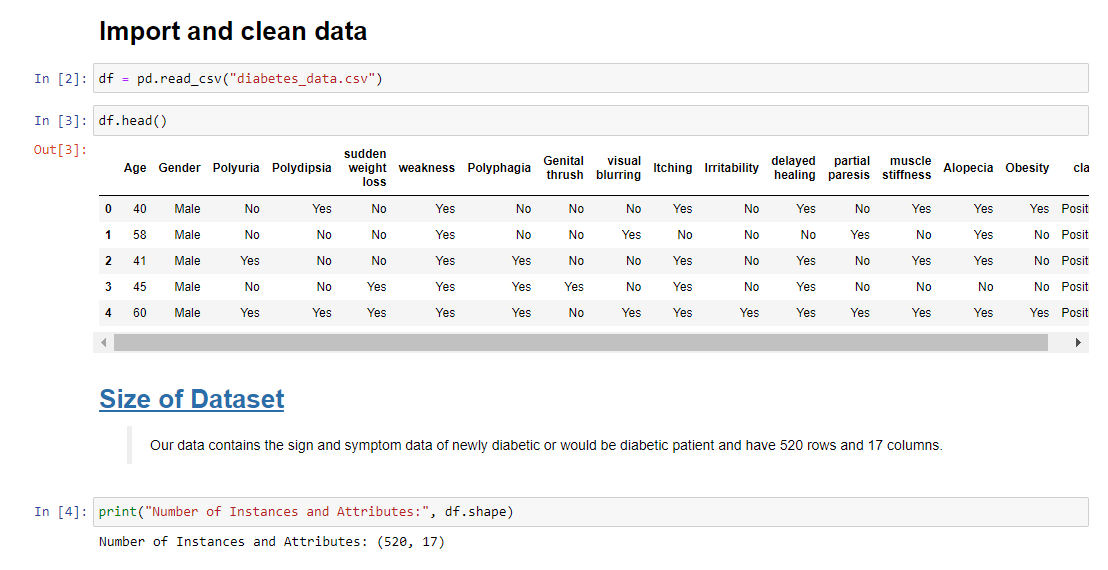 Import and clean data
In [2]: df = pd.read_csv("diabetes_data.csv")
In [3]: df.head()
Out[3]:
Age Gender Polyuria Polydipsia sudden weight loss weakness Polyphagia Genital thrush visual blurring Itching Irritability delayed healing partial paresis muscle stiffness Alopecia Obesity cla
0 40 Male No Yes No Yes No No No Yes No Yes No Yes Yes Yes Posit
1 58 Male No No No Yes No No Yes No No No Yes No Yes No Posit
2 41 Male Yes No No Yes Yes No No Yes No Yes No Yes Yes No Posit
3 45 Male No No Yes Yes Yes Yes No Yes No Yes No No No No Posit
4 60 Male Yes Yes Yes Yes Yes No Yes Yes Yes Yes Yes Yes Yes Yes Posit
Size of Dataset
Our data contains the sign and symptom data of newly diabetic or would be diabetic patient and have 520 rows and 17 columns.
In [4]: print("Number of Instances and Attributes:", df.shape)
Number of Instances and Attributes: (520, 17)